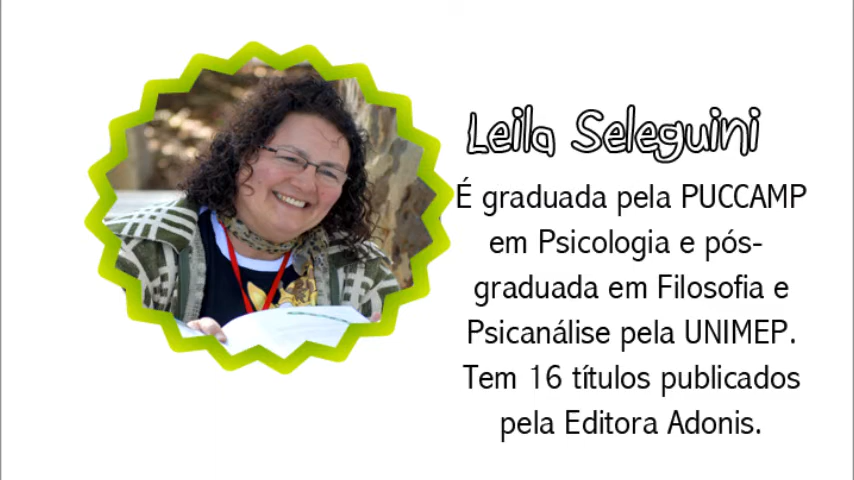 Leila Seleguini
É graduada pela PUCCAMP
em Psicologia e pós-
graduada em Filosofia e
Psicanálise pela UNIMEP.
Tem 16 títulos publicados
pela Editora Adonis.